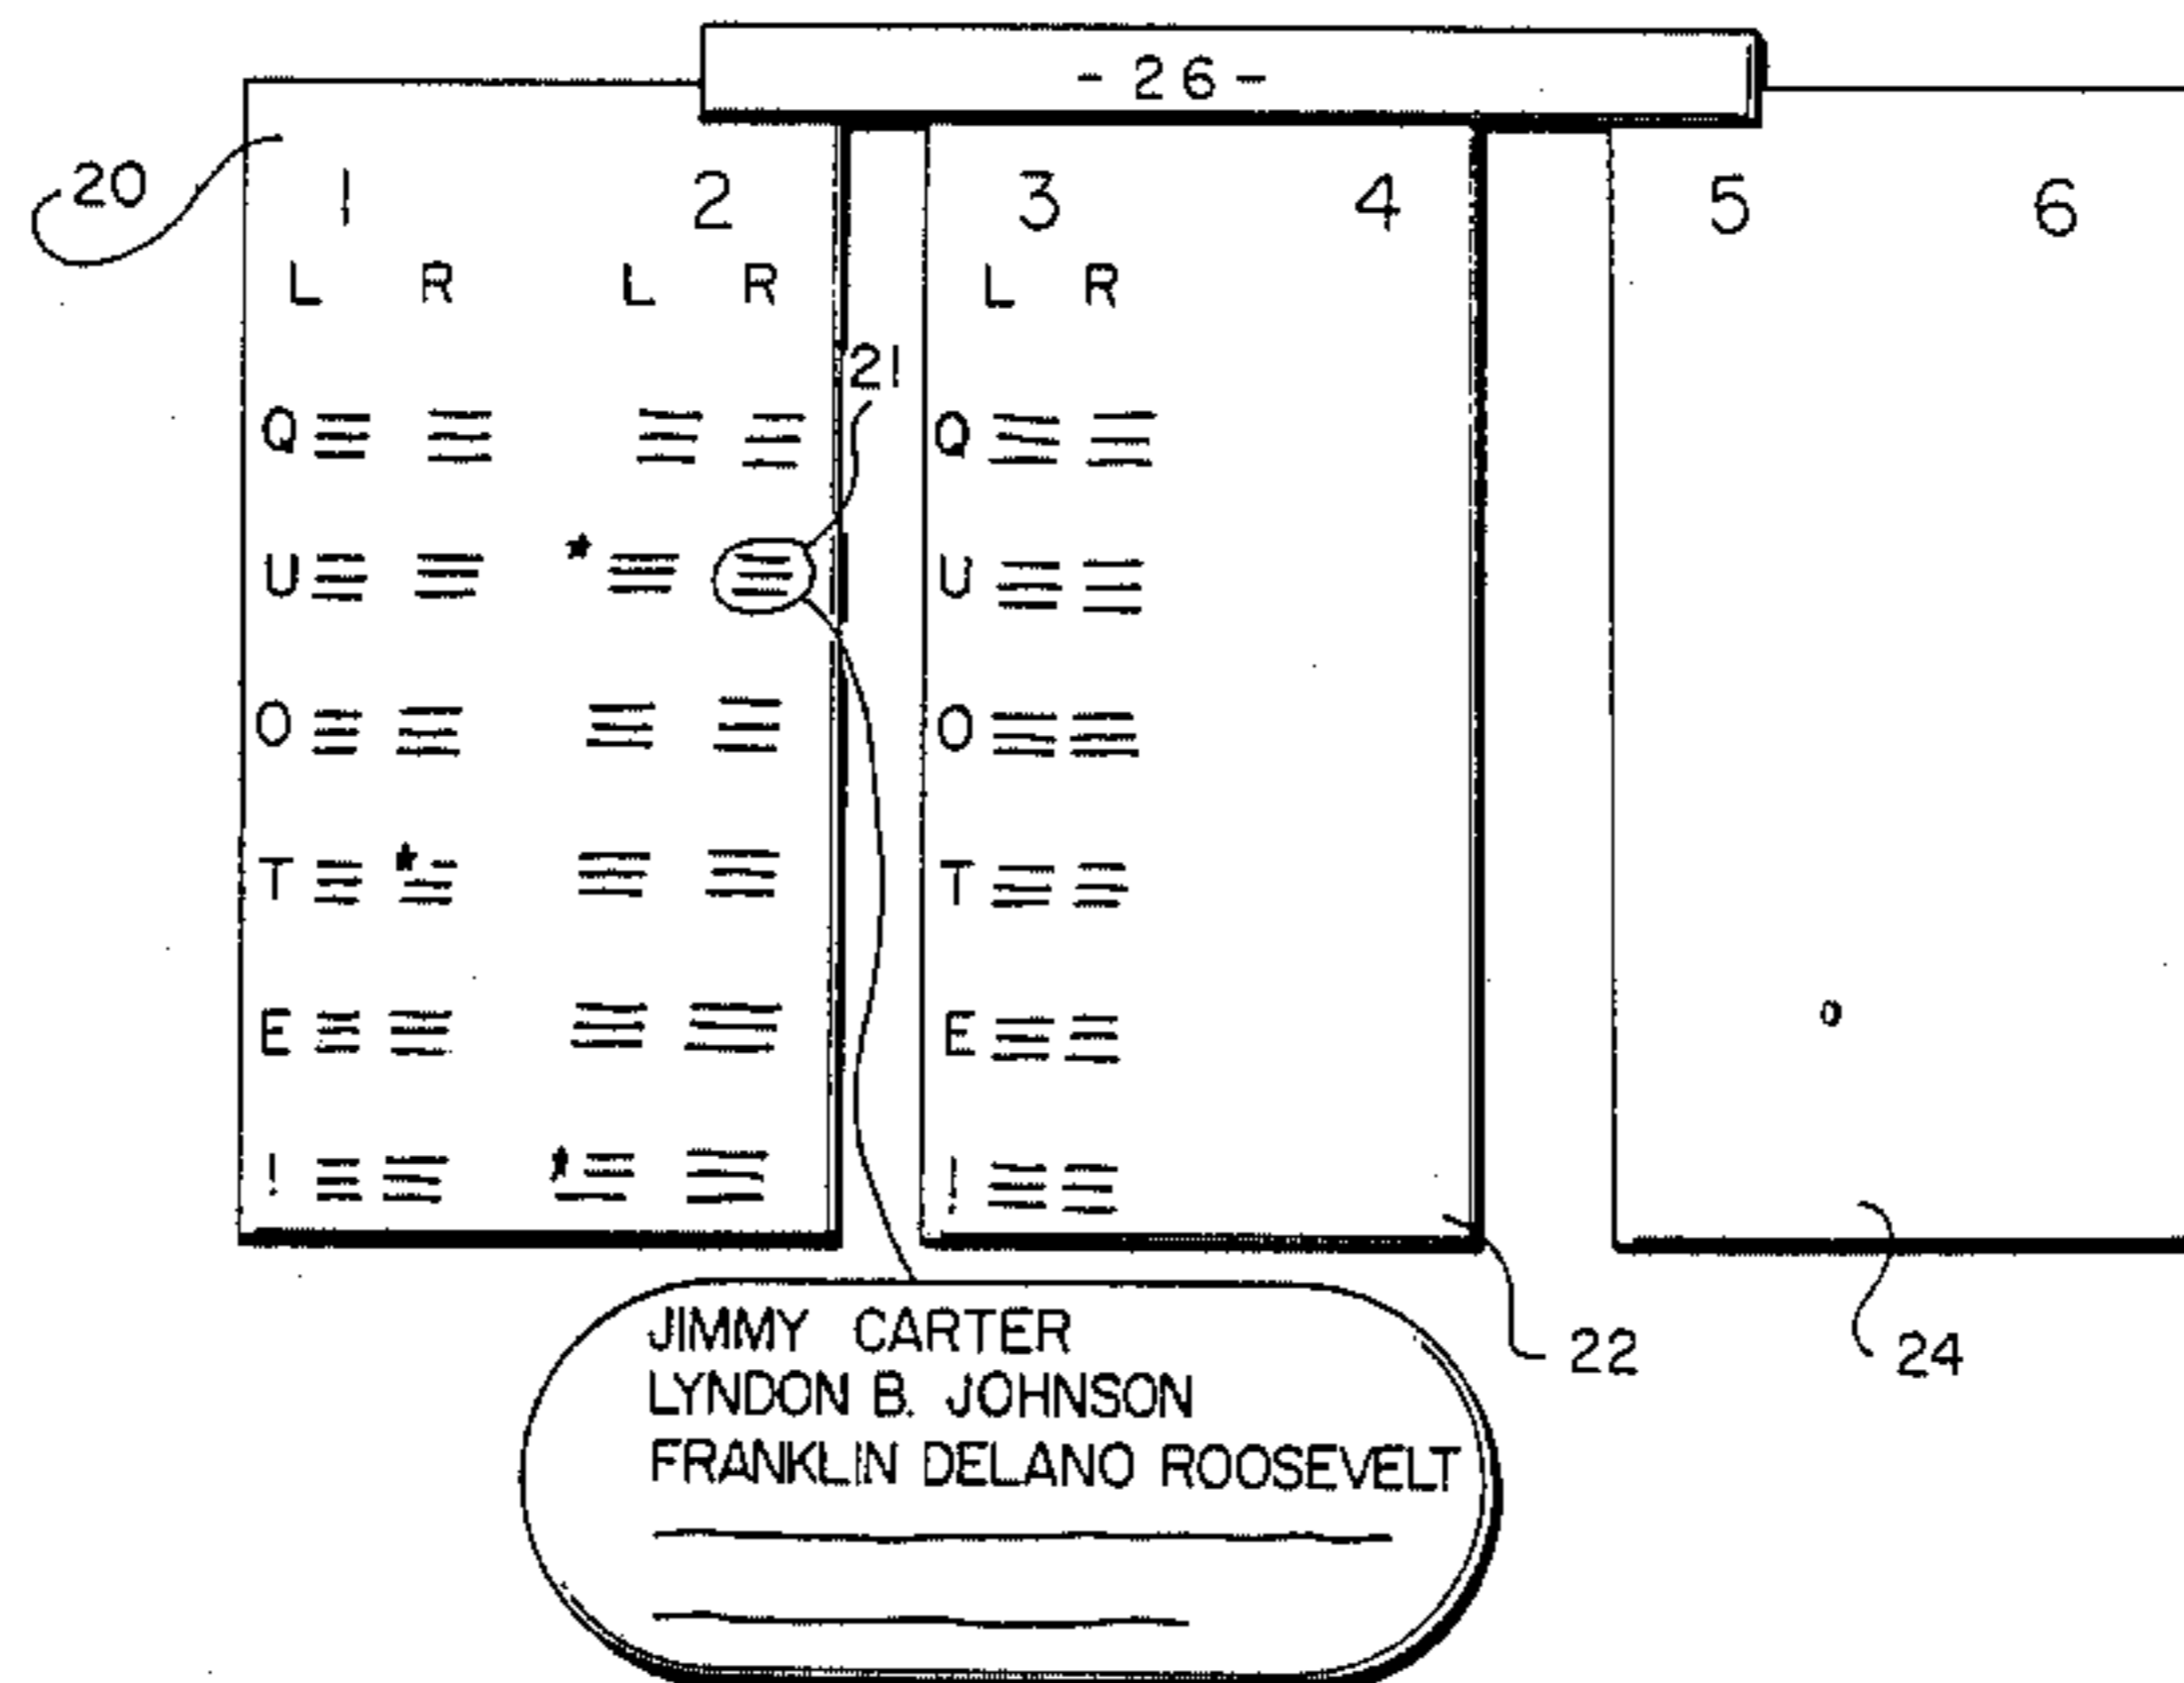 - 26 -
20
1 2 3 4 5 6
L R L R L R
21
Q * Q
U * U
O O
T * T
E E
! * !
22
24
JIMMY CARTER
LYNDON B. JOHNSON
FRANKLIN DELANO ROOSEVELT